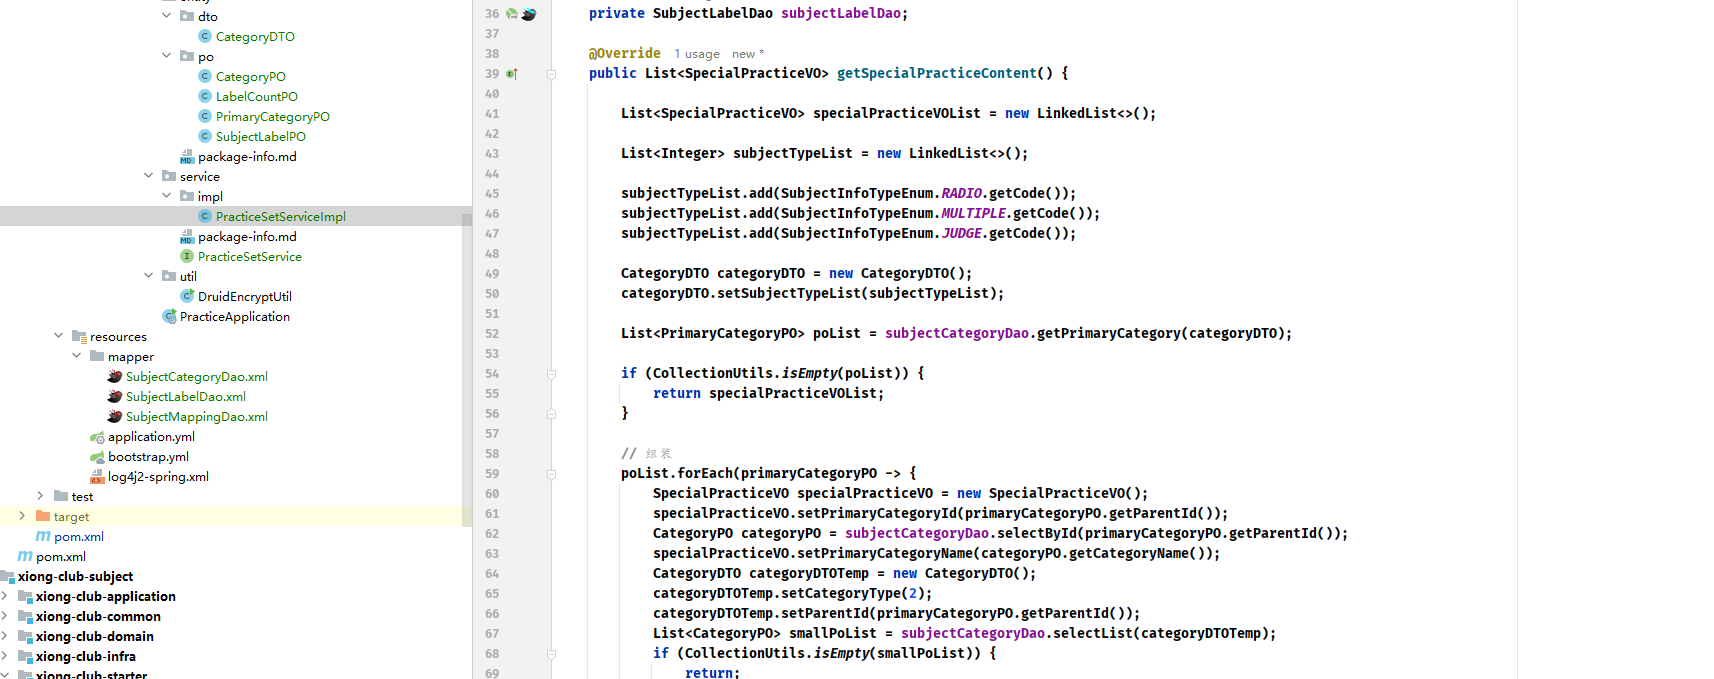 dto
CategoryDTO
po
CategoryPO
LabelCountPO
PrimaryCategoryPO
SubjectLabelPO
package-info.md
service
impl
PracticeSetServiceImpl
package-info.md
PracticeSetService
util
DruidEncryptUtil
PracticeApplication
resources
mapper
SubjectCategoryDao.xml
SubjectLabelDao.xml
SubjectMappingDao.xml
application.yml
bootstrap.yml
log4j2-spring.xml
test
target
pom.xml
pom.xml
xiong-club-subject
xiong-club-application
xiong-club-common
xiong-club-domain
xiong-club-infra
xiong-club-starter
36 private SubjectLabelDao subjectLabelDao;
37
38 @Override 1 usage new *
39 public List<SpecialPracticeVO> getSpecialPracticeContent() {
40
41 List<SpecialPracticeVO> specialPracticeVOList = new LinkedList<>();
42
43 List<Integer> subjectTypeList = new LinkedList<>();
44
45 subjectTypeList.add(SubjectInfoTypeEnum.RADIO.getCode());
46 subjectTypeList.add(SubjectInfoTypeEnum.MULTIPLE.getCode());
47 subjectTypeList.add(SubjectInfoTypeEnum.JUDGE.getCode());
48
49 CategoryDTO categoryDTO = new CategoryDTO();
50 categoryDTO.setSubjectTypeList(subjectTypeList);
51
52 List<PrimaryCategoryPO> poList = subjectCategoryDao.getPrimaryCategory(categoryDTO);
53
54 if (CollectionUtils.isEmpty(poList)) {
55 return specialPracticeVOList;
56 }
57
58 // 组装
59 poList.forEach(primaryCategoryPO -> {
60 SpecialPracticeVO specialPracticeVO = new SpecialPracticeVO();
61 specialPracticeVO.setPrimaryCategoryId(primaryCategoryPO.getParentId());
62 CategoryPO categoryPO = subjectCategoryDao.selectById(primaryCategoryPO.getParentId());
63 specialPracticeVO.setPrimaryCategoryName(categoryPO.getCategoryName());
64 CategoryDTO categoryDTOTemp = new CategoryDTO();
65 categoryDTOTemp.setCategoryType(2);
66 categoryDTOTemp.setParentId(primaryCategoryPO.getParentId());
67 List<CategoryPO> smallPoList = subjectCategoryDao.selectList(categoryDTOTemp);
68 if (CollectionUtils.isEmpty(smallPoList)) {
69 return;